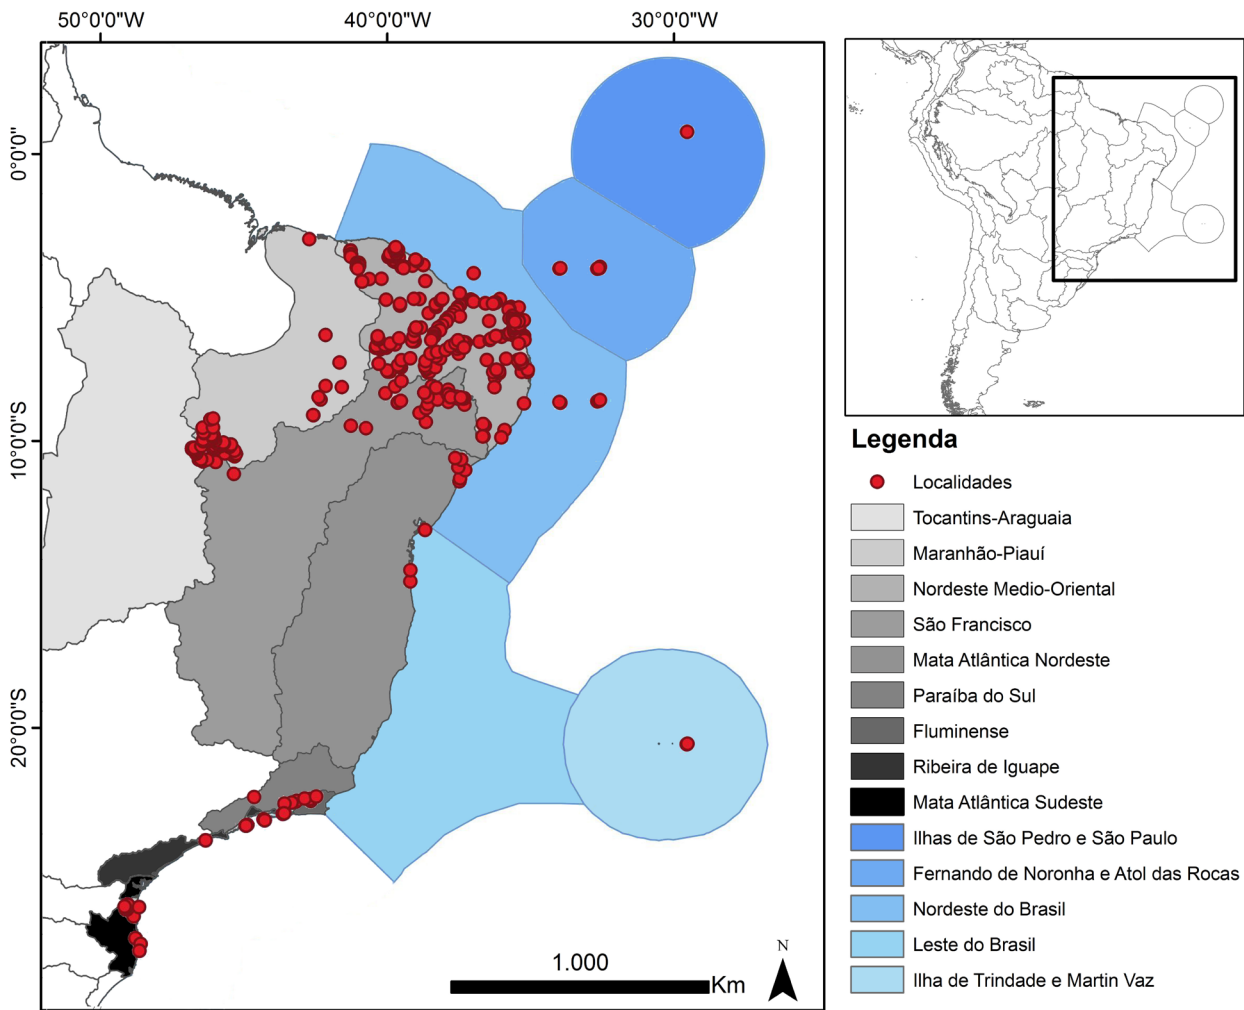 50°0'0"W
40°0'0"W
30°0'0"W
0°0'0"
10°0'0"S
20°0'0"S
N
1.000
Km
Legenda
Localidades
Tocantins-Araguaia
Maranhão-Piauí
Nordeste Medio-Oriental
São Francisco
Mata Atlântica Nordeste
Paraíba do Sul
Fluminense
Ribeira de Iguape
Mata Atlântica Sudeste
Ilhas de São Pedro e São Paulo
Fernando de Noronha e Atol das Rocas
Nordeste do Brasil
Leste do Brasil
Ilha de Trindade e Martin Vaz